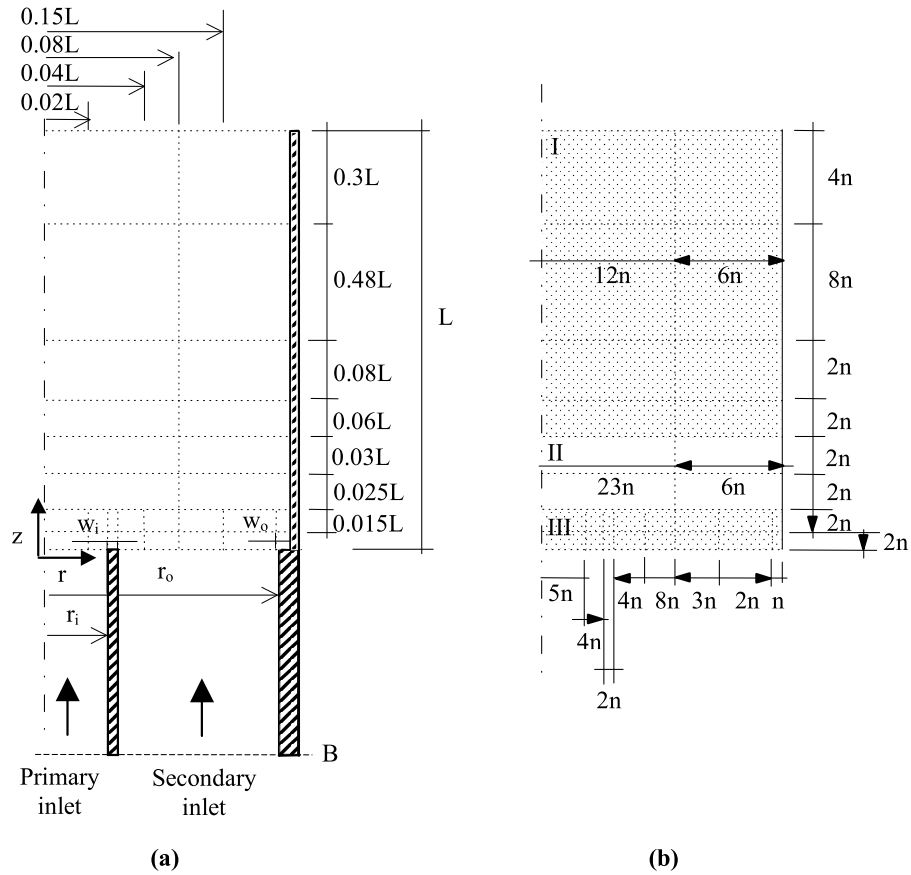 0.15L
0.08L
0.04L
0.02L
0.3L
0.48L
0.08L
0.06L
0.03L
0.025L
0.015L
L
z
r
wi
wo
ro
ri
B
Primary
inlet
Secondary
inlet
(a)
I
12n
6n
II
23n
6n
III
4n
8n
2n
2n
2n
2n
2n
2n
5n
4n
8n
3n
2n
n
4n
2n
(b)